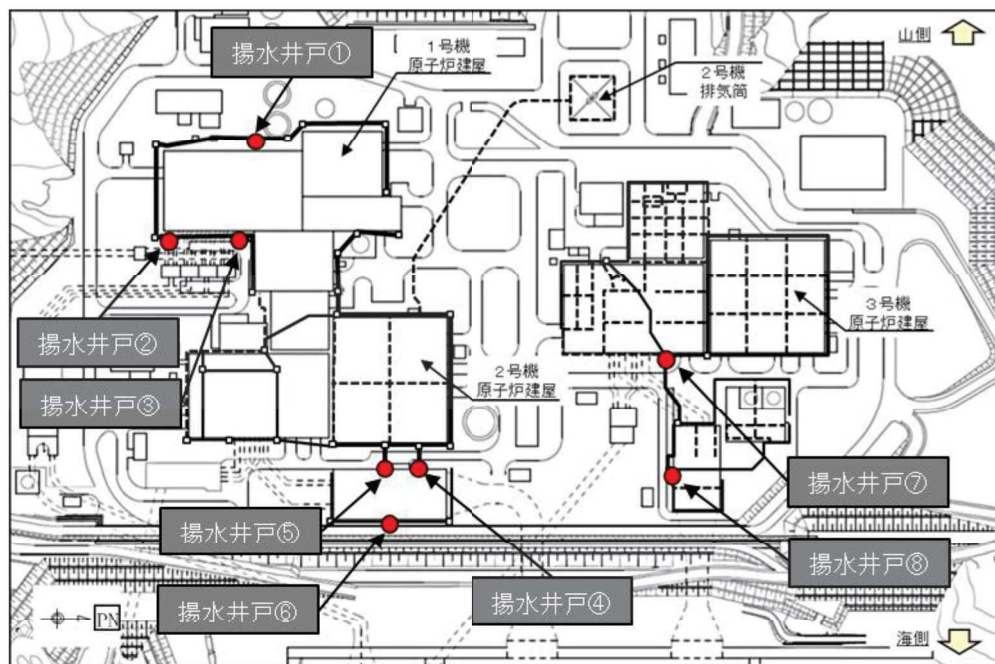 揚水井戸①
1号機
原子炉建屋
山側
2号機
排気筒
揚水井戸②
揚水井戸③
2号機
原子炉建屋
3号機
原子炉建屋
揚水井戸⑦
揚水井戸⑤
揚水井戸⑧
揚水井戸⑥
揚水井戸④
PN
海側